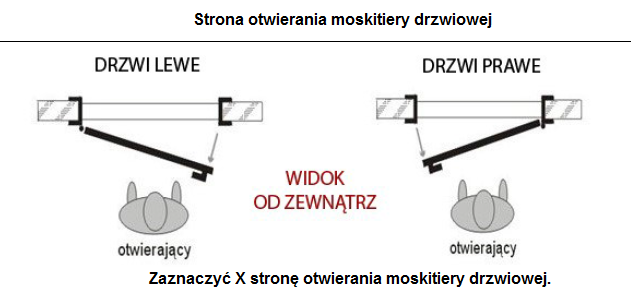 Strona otwierania moskitiery drzwiowej
DRZWI LEWE
DRZWI PRAWE
WIDOK
OD ZEWNĄTRZ
otwierający
otwierający
Zaznaczyć X stronę otwierania moskitiery drzwiowej.